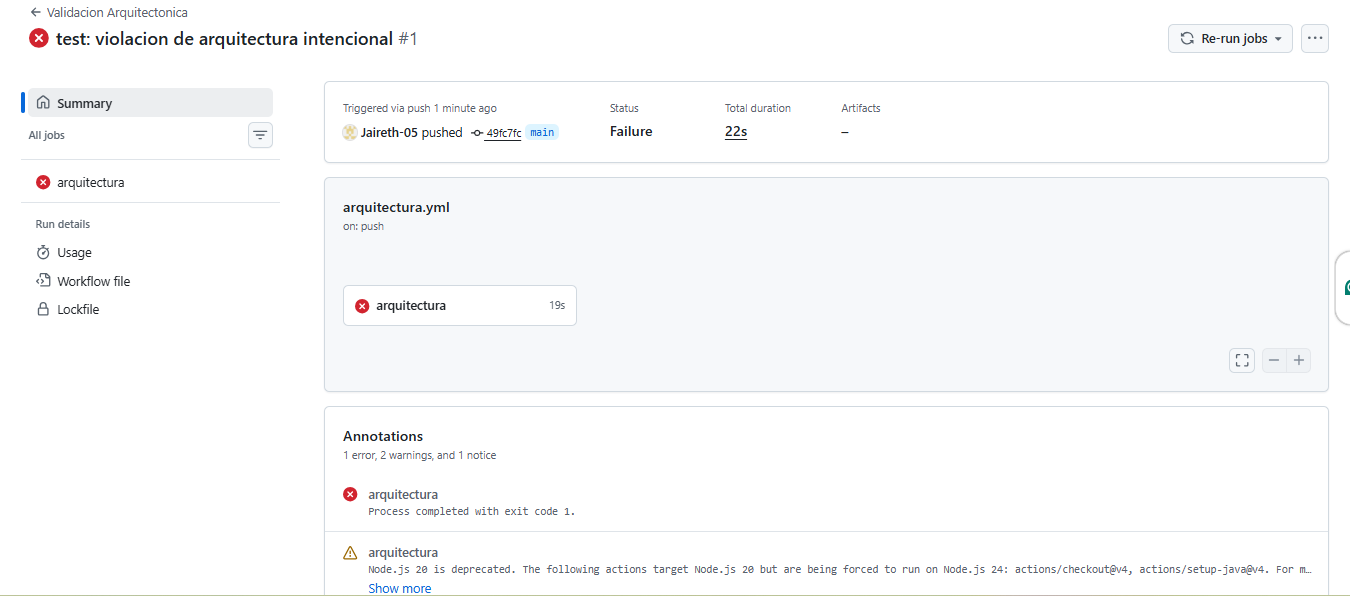 ← Validacion Arquitectonica
test: violacion de arquitectura intencional #1
Re-run jobs
Summary
All jobs
arquitectura
Run details
Usage
Workflow file
Lockfile
Triggered via push 1 minute ago
Jaireth-05 pushed 49fc7fc main
Status
Failure
Total duration
22s
Artifacts
–
arquitectura.yml
on: push
arquitectura 19s
Annotations
1 error, 2 warnings, and 1 notice
arquitectura
Process completed with exit code 1.
arquitectura
Node.js 20 is deprecated. The following actions target Node.js 20 but are being forced to run on Node.js 24: actions/checkout@v4, actions/setup-java@v4. For m…
Show more